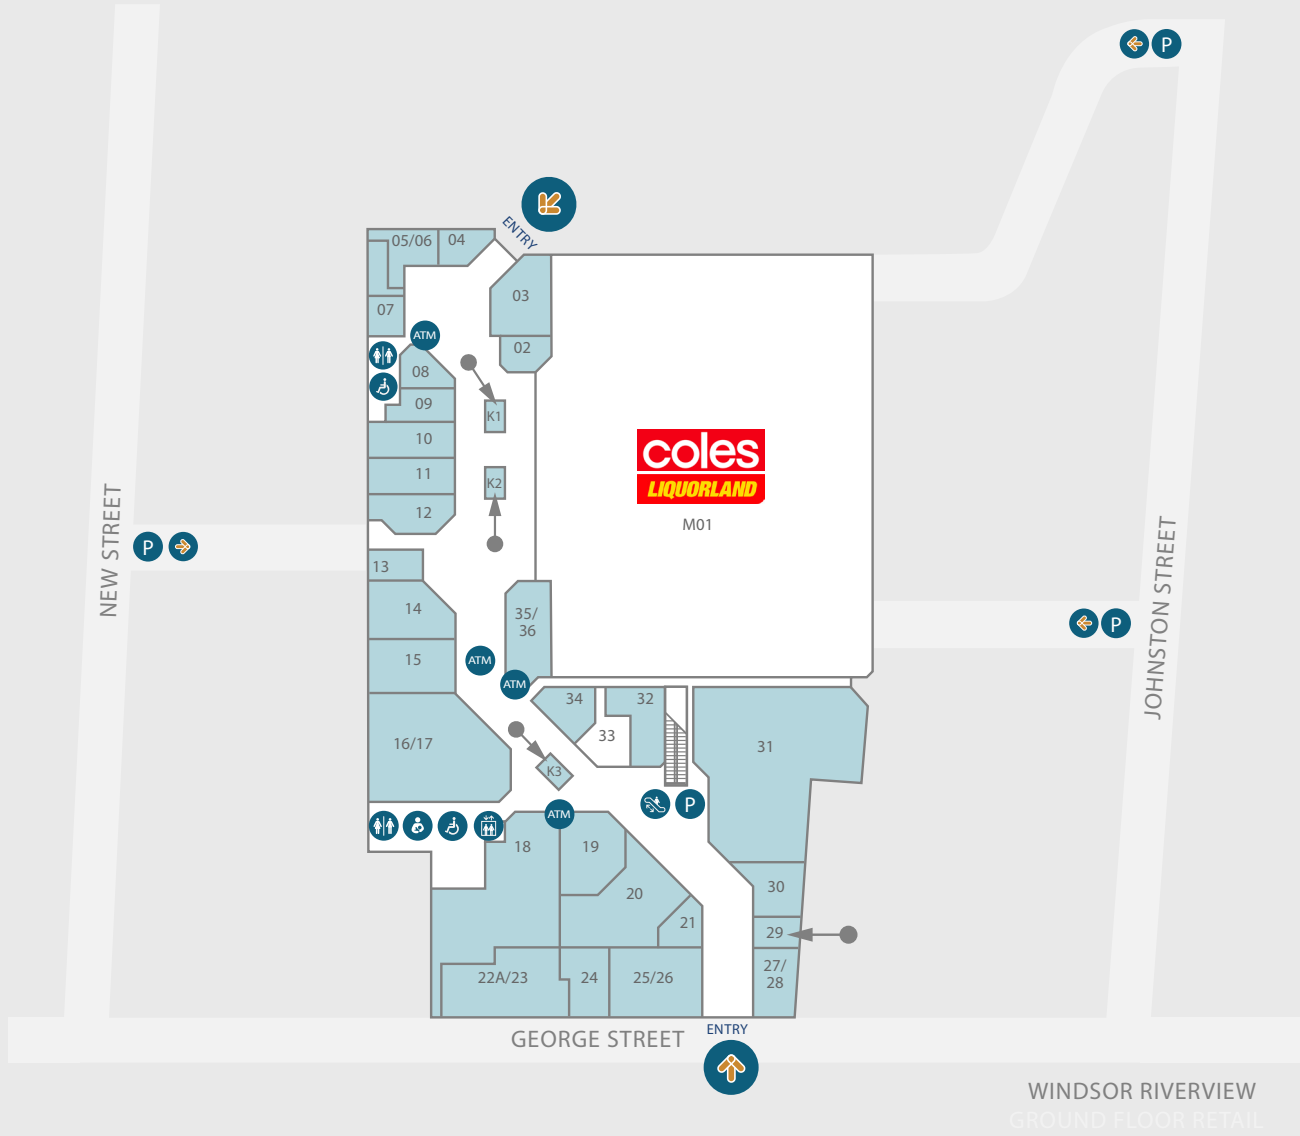 P
ENTRY
05/06
04
03
07
ATM
02
08
K1
09
10
coles
11
K2
LIQUORLAND
12
M01
NEW STREET
P
13
JOHNSTON STREET
14
35/
36
P
15
ATM
ATM
34
32
33
16/17
31
K3
ATM
P
18
19
20
30
21
29
22A/23
24
25/26
27/
28
GEORGE STREET
ENTRY
WINDSOR RIVERVIEW
GROUND FLOOR RETAIL